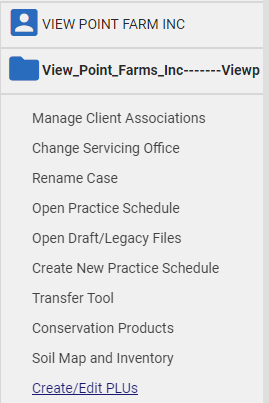 VIEW POINT FARM INC
View_Point_Farms_Inc-------Viewp
Manage Client Associations
Change Servicing Office
Rename Case
Open Practice Schedule
Open Draft/Legacy Files
Create New Practice Schedule
Transfer Tool
Conservation Products
Soil Map and Inventory
Create/Edit PLUs